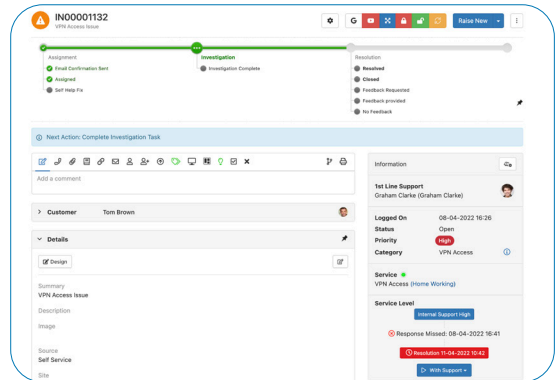 IN00001132
VPN Access Issue
G
Raise New
Assignment
Email Confirmation Sent
Assigned
Self Help Fix
Investigation
Investigation Complete
Resolution
Resolved
Closed
Feedback Requested
Feedback provided
No Feedback
Next Action: Complete Investigation Task
Add a comment
Customer Tom Brown
Details
Design
Summary
VPN Access Issue
Description
Image
Source
Self Service
Site
Information
1st Line Support
Graham Clarke (Graham Clarke)
Logged On 08-04-2022 16:26
Status Open
Priority High
Category VPN Access
Service
VPN Access (Home Working)
Service Level
Internal Support High
Response Missed: 08-04-2022 16:41
Resolution 11-04-2022 10:42
With Support